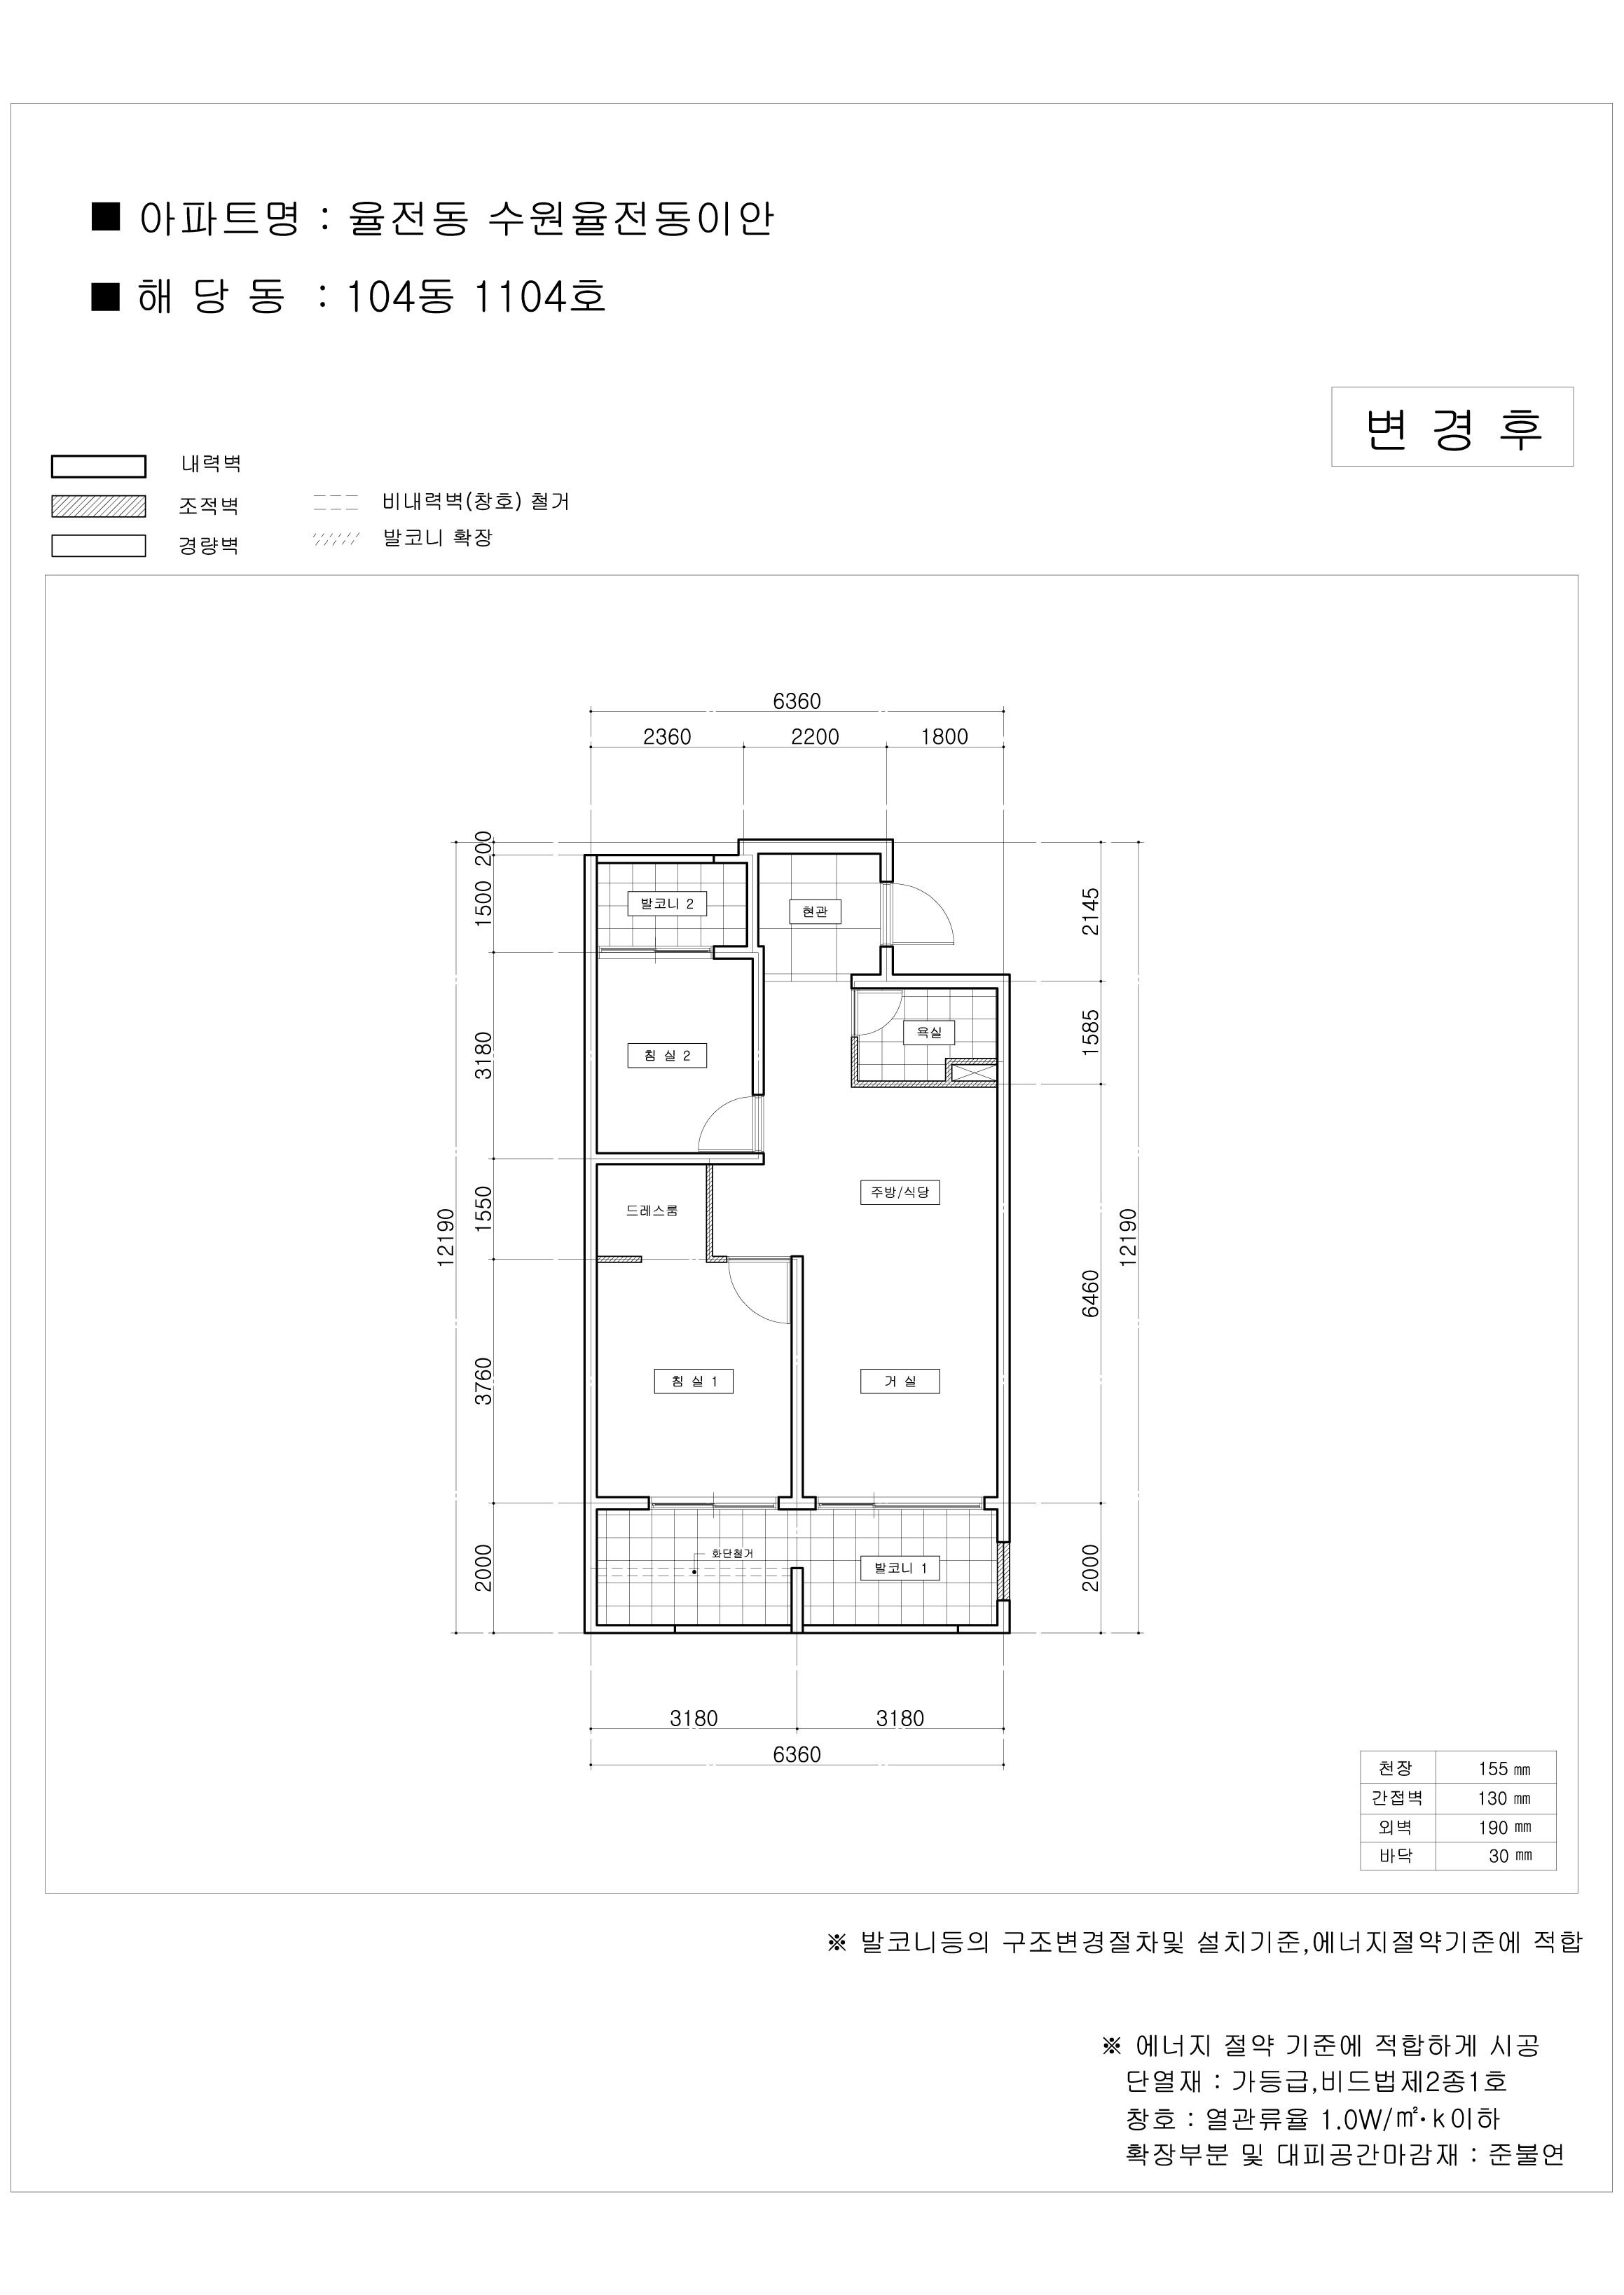 ■ 아파트명 : 율전동 수원율전동이안
■ 해 당 동 : 104동 1104호
변 경 후
내력벽
조적벽
경량벽
비내력벽(창호) 철거
발코니 확장
6360
2360 2200 1800
200
1500
3180
1550
3760
2000
12190
2145
1585
6460
2000
12190
발코니 2
현관
욕실
침 실 2
주방/식당
드레스룸
침 실 1
거 실
화단철거
발코니 1
3180 3180
6360
천장 155 ㎜
간접벽 130 ㎜
외벽 190 ㎜
바닥 30 ㎜
※ 발코니등의 구조변경절차및 설치기준,에너지절약기준에 적합
※ 에너지 절약 기준에 적합하게 시공
단열재 : 가등급,비드법제2종1호
창호 : 열관류율 1.0W/㎡·k이하
확장부분 및 대피공간마감재 : 준불연